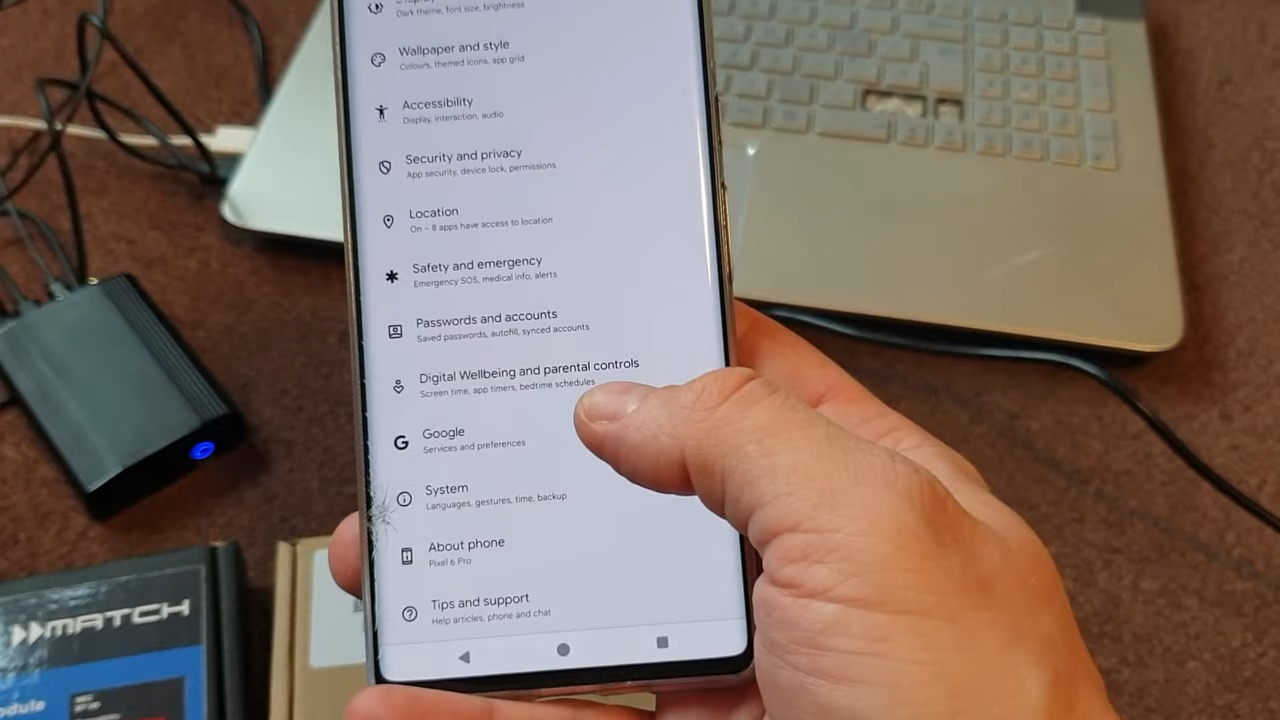 Dark theme, font size, brightness
Wallpaper and style
Colours, themed icons, app grid
Accessibility
Display, interaction, audio
Security and privacy
App security, device lock, permissions
Location
On – 8 apps have access to location
Safety and emergency
Emergency SOS, medical info, alerts
Passwords and accounts
Saved passwords, autofill, synced accounts
Digital Wellbeing and parental controls
Screen time, app timers, bedtime schedules
Google
Services and preferences
System
Languages, gestures, time, backup
About phone
Pixel 6 Pro
Tips and support
Help articles, phone and chat
MATCH